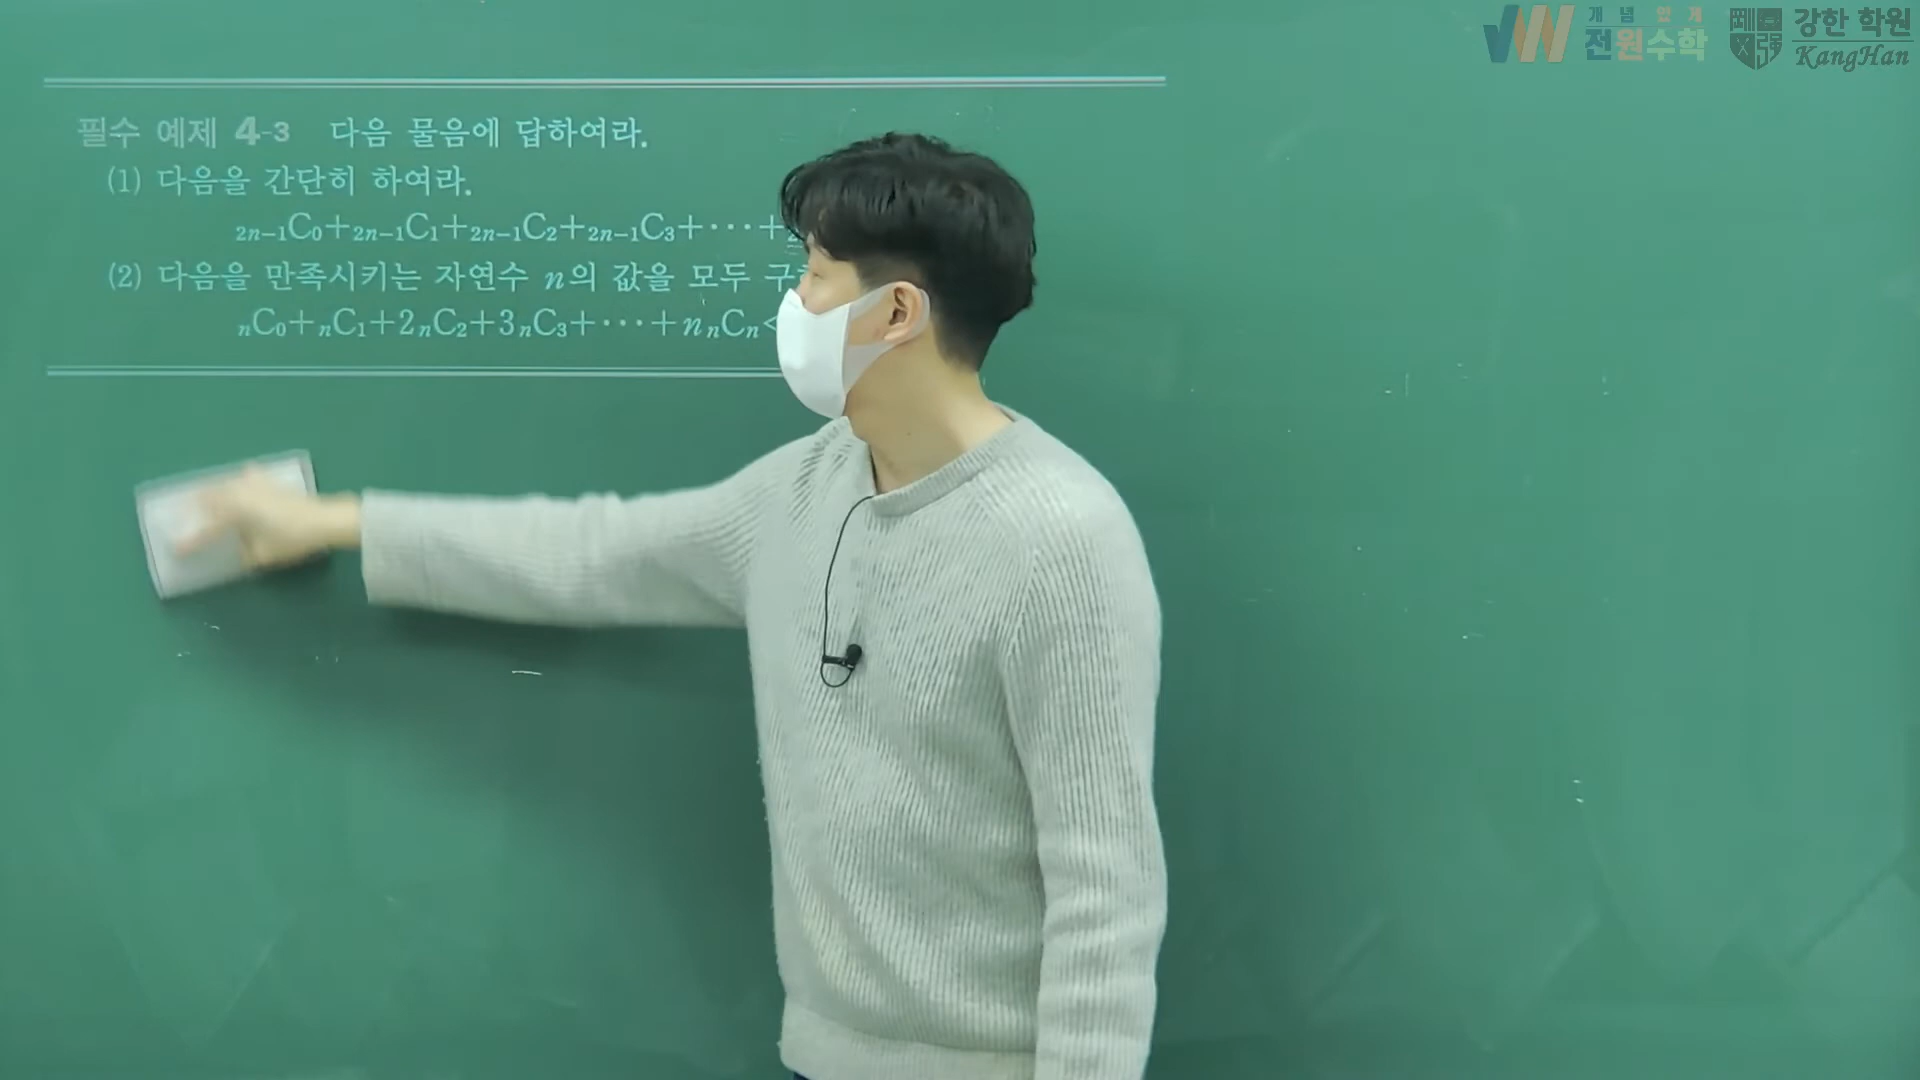 개념있게
전원수학
강한 학원
KangHan
필수 예제 4-3 다음 물음에 답하여라.
(1) 다음을 간단히 하여라.
₂ₙ₋₁C₀+₂ₙ₋₁C₁+₂ₙ₋₁C₂+₂ₙ₋₁C₃+···+
(2) 다음을 만족시키는 자연수 n의 값을 모두
ₙC₀+ₙC₁+2ₙC₂+3ₙC₃+···+nₙCₙ<